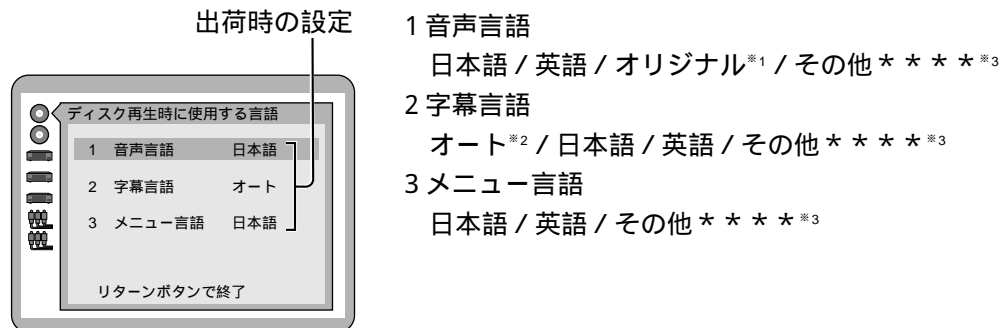 出荷時の設定
ディスク再生時に使用する言語
1 音声言語 日本語
2 字幕言語 オート
3 メニュー言語 日本語
リターンボタンで終了
1 音声言語
日本語 / 英語 / オリジナル※1 / その他＊＊＊＊※3
2 字幕言語
オート※2 / 日本語 / 英語 / その他＊＊＊＊※3
3 メニュー言語
日本語 / 英語 / その他＊＊＊＊※3